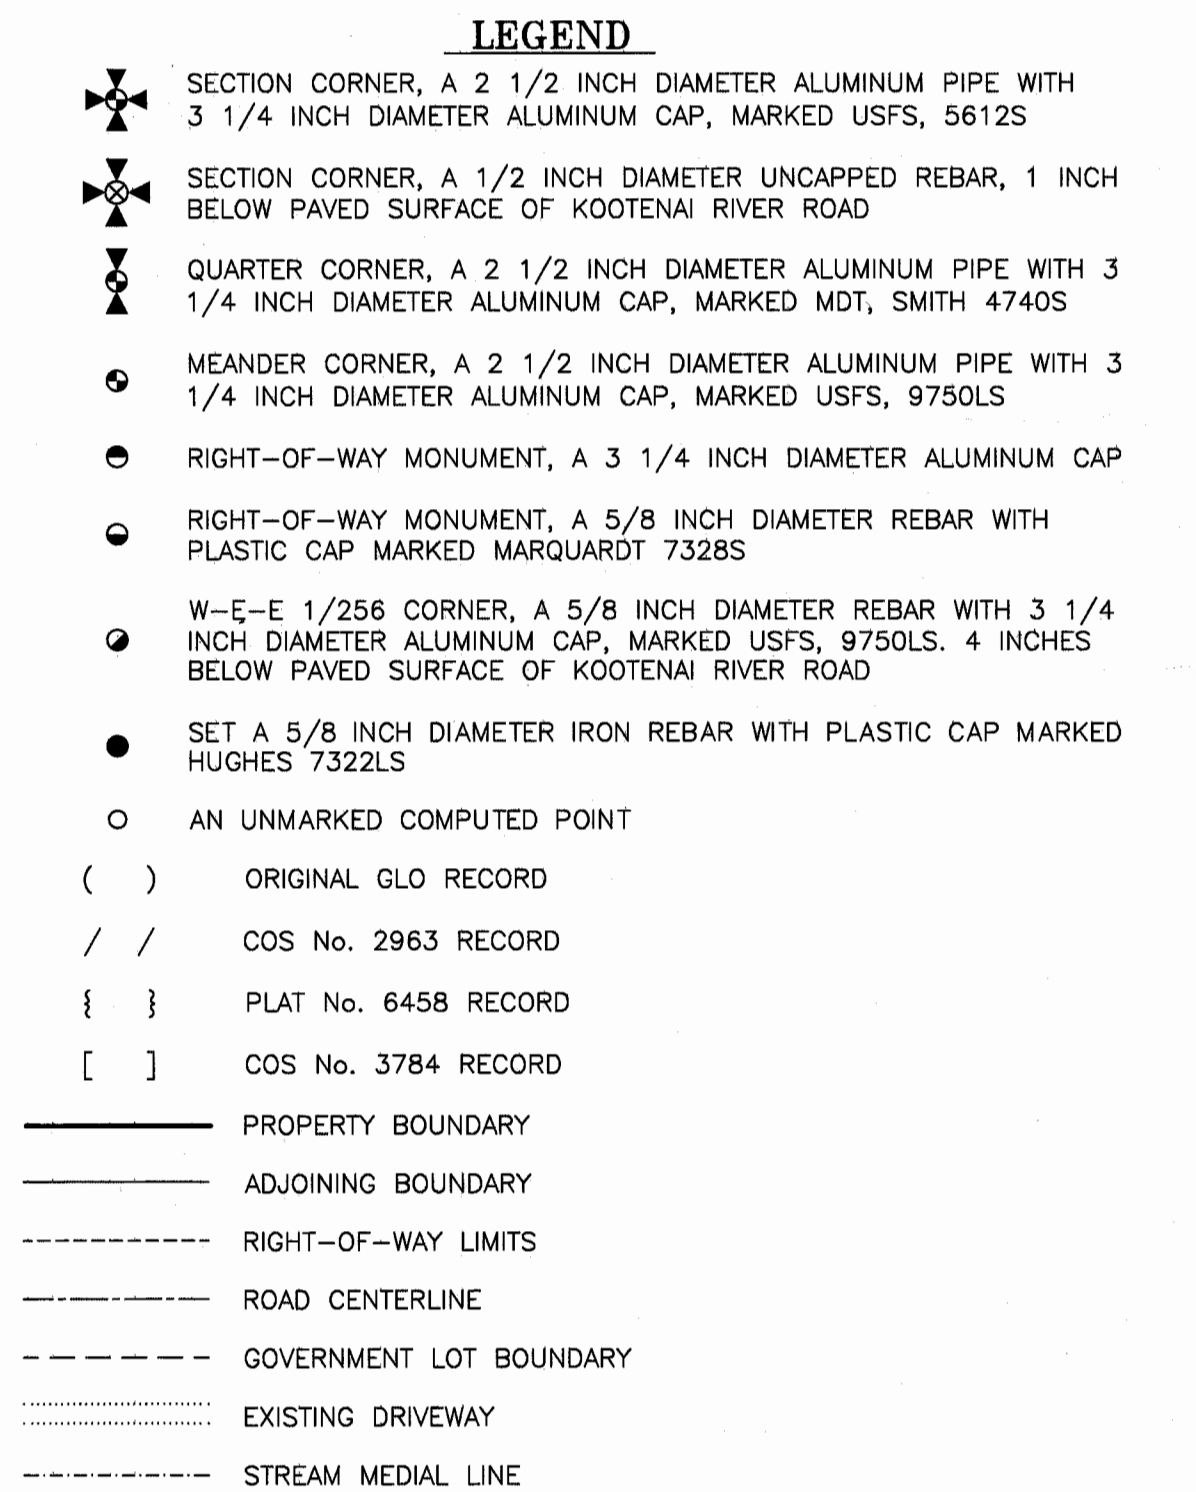 LEGEND
SECTION CORNER, A 2 1/2 INCH DIAMETER ALUMINUM PIPE WITH
3 1/4 INCH DIAMETER ALUMINUM CAP, MARKED USFS, 5612S
SECTION CORNER, A 1/2 INCH DIAMETER UNCAPPED REBAR, 1 INCH
BELOW PAVED SURFACE OF KOOTENAI RIVER ROAD
QUARTER CORNER, A 2 1/2 INCH DIAMETER ALUMINUM PIPE WITH 3
1/4 INCH DIAMETER ALUMINUM CAP, MARKED MDT, SMITH 4740S
MEANDER CORNER, A 2 1/2 INCH DIAMETER ALUMINUM PIPE WITH 3
1/4 INCH DIAMETER ALUMINUM CAP, MARKED USFS, 9750LS
RIGHT-OF-WAY MONUMENT, A 3 1/4 INCH DIAMETER ALUMINUM CAP
RIGHT-OF-WAY MONUMENT, A 5/8 INCH DIAMETER REBAR WITH
PLASTIC CAP MARKED MARQUARDT 7328S
W-E-E 1/256 CORNER, A 5/8 INCH DIAMETER REBAR WITH 3 1/4
INCH DIAMETER ALUMINUM CAP, MARKED USFS, 9750LS. 4 INCHES
BELOW PAVED SURFACE OF KOOTENAI RIVER ROAD
SET A 5/8 INCH DIAMETER IRON REBAR WITH PLASTIC CAP MARKED
HUGHES 7322LS
AN UNMARKED COMPUTED POINT
( ) ORIGINAL GLO RECORD
/ / COS No. 2963 RECORD
{ } PLAT No. 6458 RECORD
[ ] COS No. 3784 RECORD
PROPERTY BOUNDARY
ADJOINING BOUNDARY
RIGHT-OF-WAY LIMITS
ROAD CENTERLINE
GOVERNMENT LOT BOUNDARY
EXISTING DRIVEWAY
STREAM MEDIAL LINE